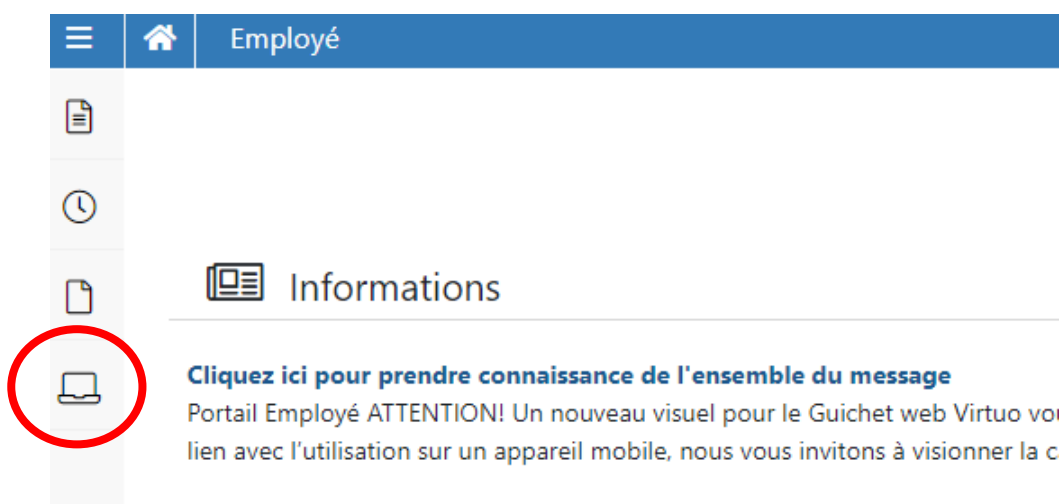 Employé
Informations
Cliquez ici pour prendre connaissance de l'ensemble du message
Portail Employé ATTENTION! Un nouveau visuel pour le Guichet web Virtuo
lien avec l'utilisation sur un appareil mobile, nous vous invitons à visionner la